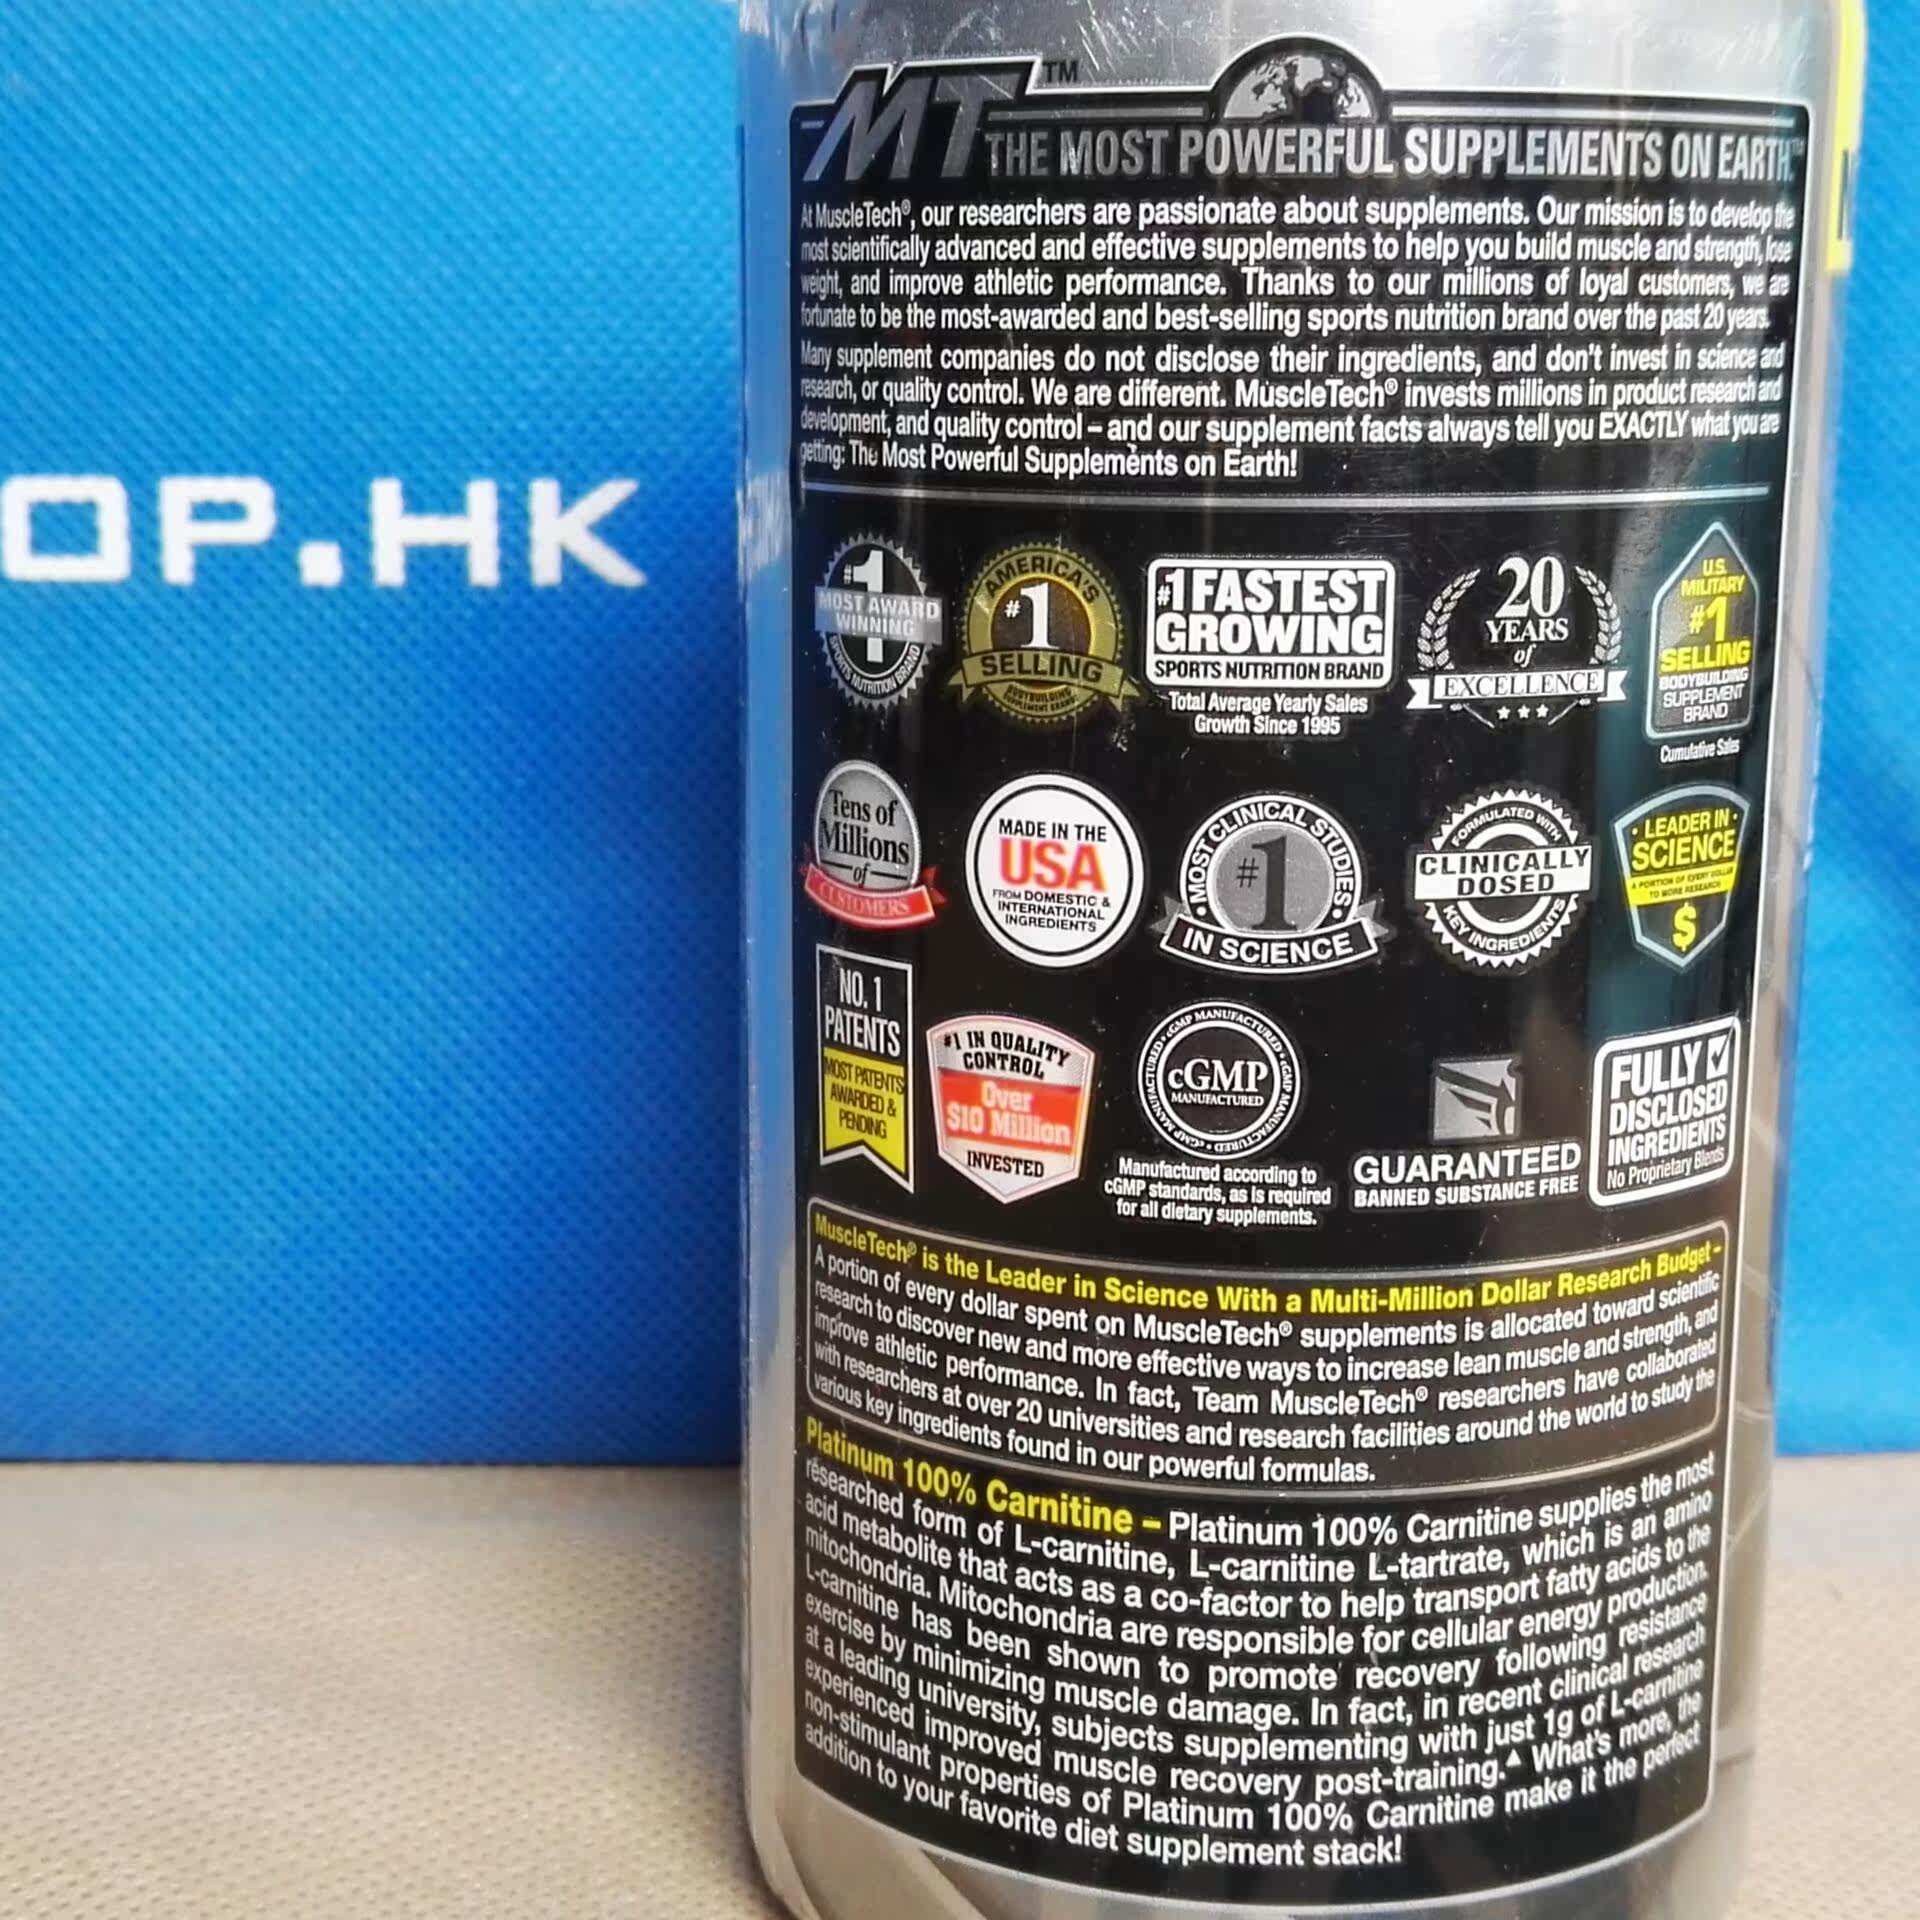 OP.HK
MT™
THE MOST POWERFUL SUPPLEMENTS ON EARTH.™
At MuscleTech®, our researchers are passionate about supplements. Our mission is to develop the
most scientifically advanced and effective supplements to help you build muscle and strength, lose
weight, and improve athletic performance. Thanks to our millions of loyal customers, we are
fortunate to be the most-awarded and best-selling sports nutrition brand over the past 20 years.
Many supplement companies do not disclose their ingredients, and don't invest in science and
research, or quality control. We are different. MuscleTech® invests millions in product research and
development, and quality control – and our supplement facts always tell you EXACTLY what you are
getting: The Most Powerful Supplements on Earth!
#1
MOST AWARD
WINNING
SPORTS NUTRITION BRAND
AMERICA'S
#1
SELLING
BODYBUILDING
SUPPLEMENT BRAND
#1 FASTEST
GROWING
SPORTS NUTRITION BRAND
Total Average Yearly Sales
Growth Since 1995
20
YEARS
of
EXCELLENCE
U.S.
MILITARY
#1
SELLING
BODYBUILDING
SUPPLEMENT
BRAND
Cumulative Sales
Tens of
Millions
of
CUSTOMERS
MADE IN THE
USA
FROM DOMESTIC &
INTERNATIONAL
INGREDIENTS
MOST CLINICAL STUDIES
#1
IN SCIENCE
FORMULATED WITH
CLINICALLY
DOSED
KEY INGREDIENTS
LEADER IN
SCIENCE
A PORTION OF EVERY DOLLAR
TO MORE RESEARCH
$
NO. 1
PATENTS
MOST PATENTS
AWARDED &
PENDING
#1 IN QUALITY
CONTROL
Over
$10 Million
INVESTED
cGMP MANUFACTURED • cGMP MANUFACTURED • cGMP MANUFACTURED • cGMP MANUFACTURED
cGMP
MANUFACTURED
Manufactured according to
cGMP standards, as is required
for all dietary supplements.
GUARANTEED
BANNED SUBSTANCE FREE
FULLY
DISCLOSED
INGREDIENTS
No Proprietary Blends
MuscleTech® is the Leader in Science With a Multi-Million Dollar Research Budget –
A portion of every dollar spent on MuscleTech® supplements is allocated toward scientific
research to discover new and more effective ways to increase lean muscle and strength, and
improve athletic performance. In fact, Team MuscleTech® researchers have collaborated
with researchers at over 20 universities and research facilities around the world to study the
various key ingredients found in our powerful formulas.
Platinum 100% Carnitine – Platinum 100% Carnitine supplies the most
researched form of L-carnitine, L-carnitine L-tartrate, which is an amino
acid metabolite that acts as a co-factor to help transport fatty acids to the
mitochondria. Mitochondria are responsible for cellular energy production.
L-carnitine has been shown to promote recovery following resistance
exercise by minimizing muscle damage. In fact, in recent clinical research
at a leading university, subjects supplementing with just 1g of L-carnitine
experienced improved muscle recovery post-training.▲ What's more, the
non-stimulant properties of Platinum 100% Carnitine make it the perfect
addition to your favorite diet supplement stack!